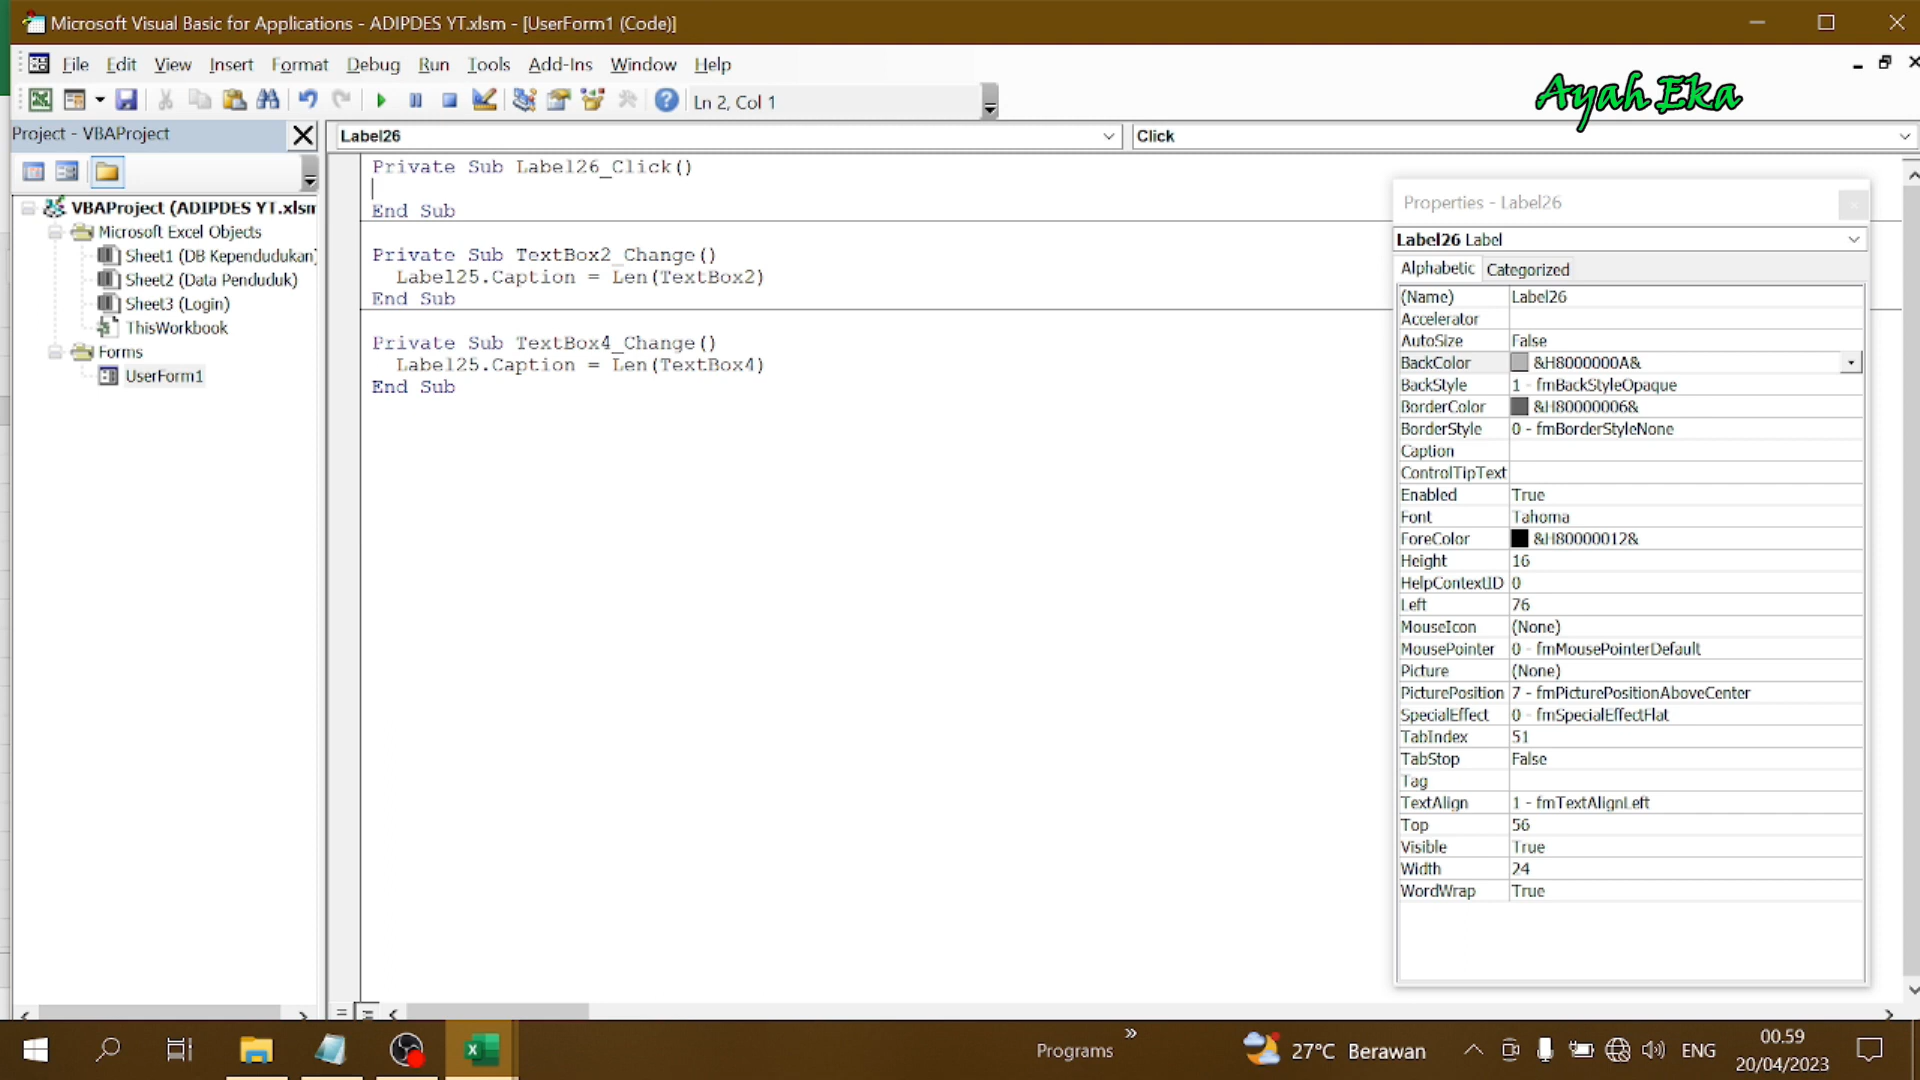 Microsoft Visual Basic for Applications - ADIPDES YT.xlsm - [UserForm1 (Code)]
File Edit View Insert Format Debug Run Tools Add-Ins Window Help
Ayah Eka
Ln 2, Col 1
Project - VBAProject
VBAProject (ADIPDES YT.xlsm
Microsoft Excel Objects
Sheet1 (DB Kependudukan)
Sheet2 (Data Penduduk)
Sheet3 (Login)
ThisWorkbook
Forms
UserForm1
Label26
Click
Private Sub Label26_Click()
End Sub
Private Sub TextBox2_Change()
Label25.Caption = Len(TextBox2)
End Sub
Private Sub TextBox4_Change()
Label25.Caption = Len(TextBox4)
End Sub
Properties - Label26
Label26 Label
Alphabetic Categorized
(Name) Label26
Accelerator
AutoSize False
BackColor &H8000000A&
BackStyle 1 - fmBackStyleOpaque
BorderColor &H80000006&
BorderStyle 0 - fmBorderStyleNone
Caption
ControlTipText
Enabled True
Font Tahoma
ForeColor &H80000012&
Height 16
HelpContextID 0
Left 76
MouseIcon (None)
MousePointer 0 - fmMousePointerDefault
Picture (None)
PicturePosition 7 - fmPicturePositionAboveCenter
SpecialEffect 0 - fmSpecialEffectFlat
TabIndex 51
TabStop False
Tag
TextAlign 1 - fmTextAlignLeft
Top 56
Visible True
Width 24
WordWrap True
Programs
27°C Berawan
ENG
00.59
20/04/2023